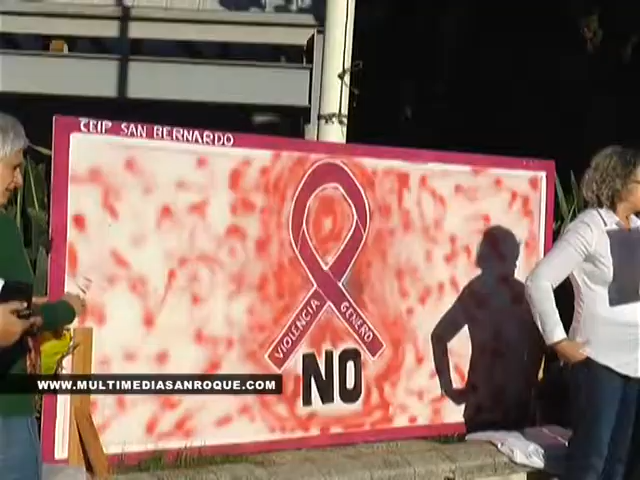 CEIP SAN BERNARDO
VIOLENCIA
GENERO
NO
WWW.MULTIMEDIASANROQUE.COM